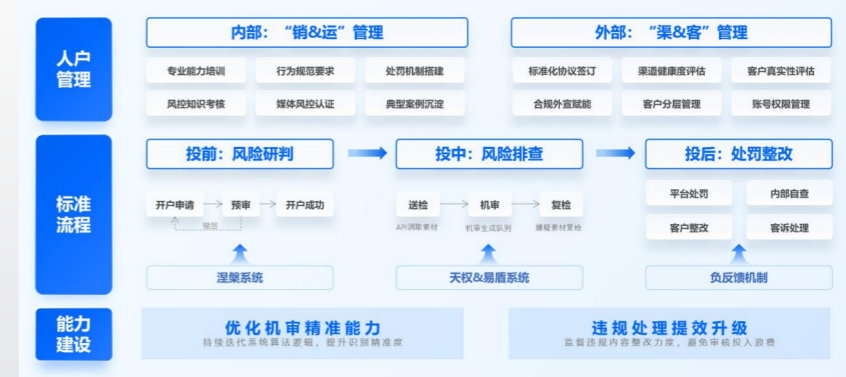 人户
管理
内部：“销&运”管理
外部：“渠&客”管理
专业能力培训
行为规范要求
处罚机制搭建
标准化协议签订
渠道健康度评估
客户真实性评估
风控知识考核
媒体风控认证
典型案例沉淀
合规外宣赋能
客户分层管理
账号权限管理
标准
流程
投前：风险研判
投中：风险排查
投后：处罚整改
开户申请
预审
开户成功
驳回
送检
机审
复检
API调取素材
机审生成队列
嫌疑素材复检
平台处罚
内部自查
客户整改
客诉处理
涅槃系统
天权&易盾系统
负反馈机制
能力
建设
优化机审精准能力
持续迭代系统算法逻辑，提升识别精准度
违规处理提效升级
监督违规内容整改力度，避免审核投入浪费